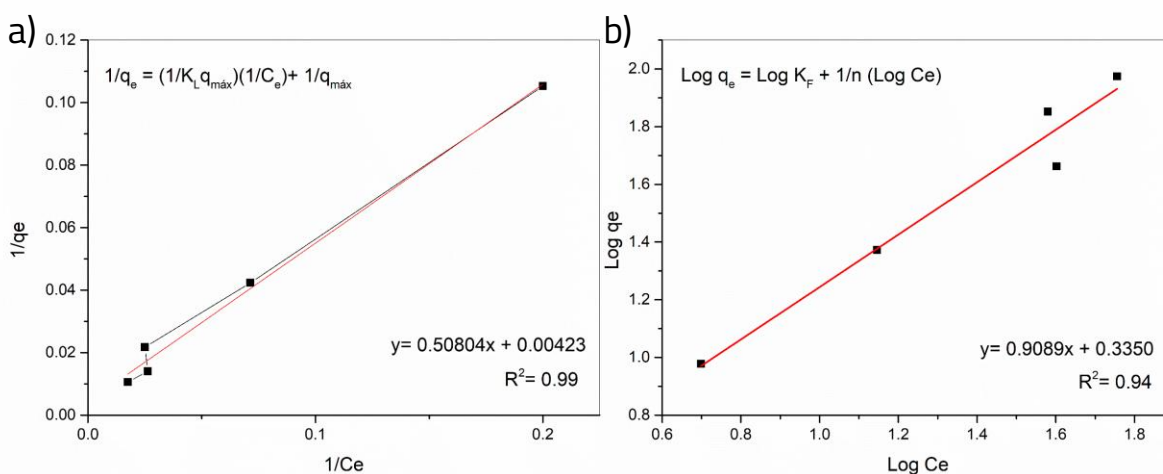 a)
1/qe = (1/KLqmáx)(1/Ce)+ 1/qmáx
0.12
0.10
0.08
0.06
0.04
0.02
0.00
1/qe
y= 0.50804x + 0.00423
R²= 0.99
0.0
0.1
0.2
1/Ce
b)
Log qe = Log KF + 1/n (Log Ce)
2.0
1.8
1.6
1.4
1.2
1.0
0.8
Log qe
y= 0.9089x + 0.3350
R²= 0.94
0.6
0.8
1.0
1.2
1.4
1.6
1.8
Log Ce